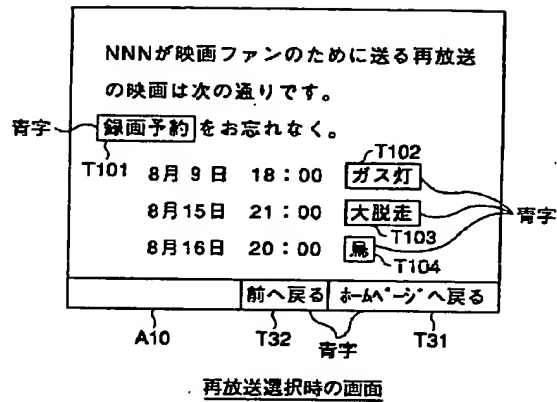 NNNが映画ファンのために送る再放送
の映画は次の通りです。
青字
録画予約をお忘れなく。
T101
T102
8月 9日 18:00 ガス灯
青字
8月15日 21:00 大脱走
T103
8月16日 20:00 鳥
T104
前へ戻る ホームページへ戻る
A10 T32 青字 T31
再放送選択時の画面